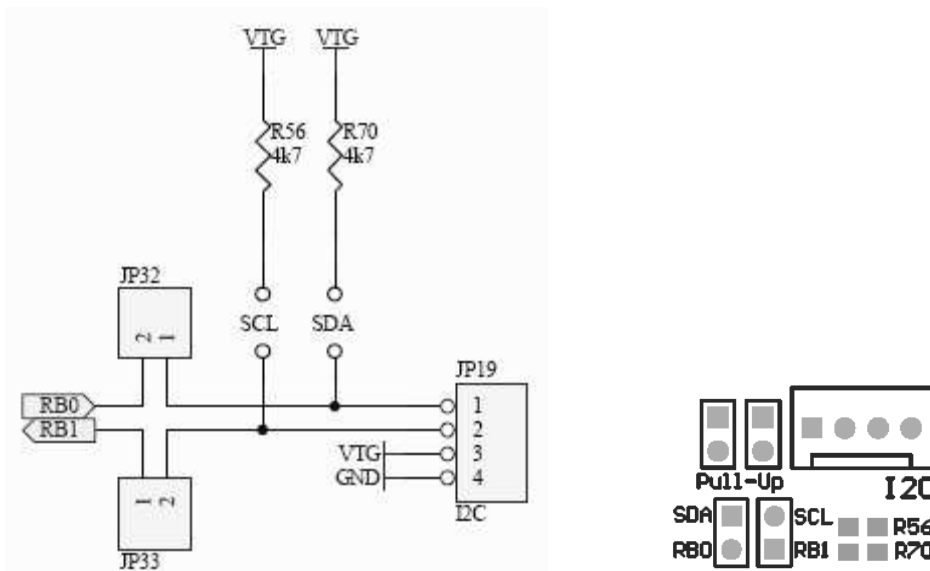 VTG VTG
R56 R70
4k7 4k7
JP32
SCL SDA
2 1
JP19
RB0 1
RB1 2
VTG 3
GND 4
1 2
I2C
JP33
Pull-Up
SDA SCL R56
RB0 RB1 R70